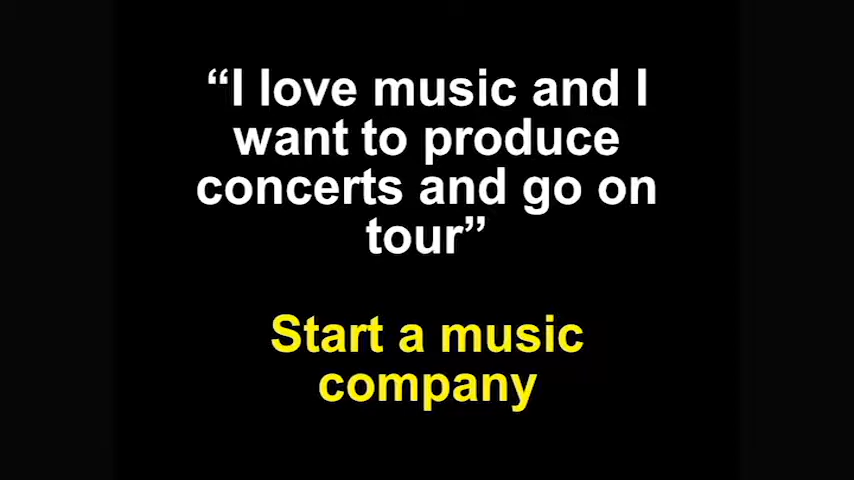 “I love music and I
want to produce
concerts and go on
tour”
Start a music
company